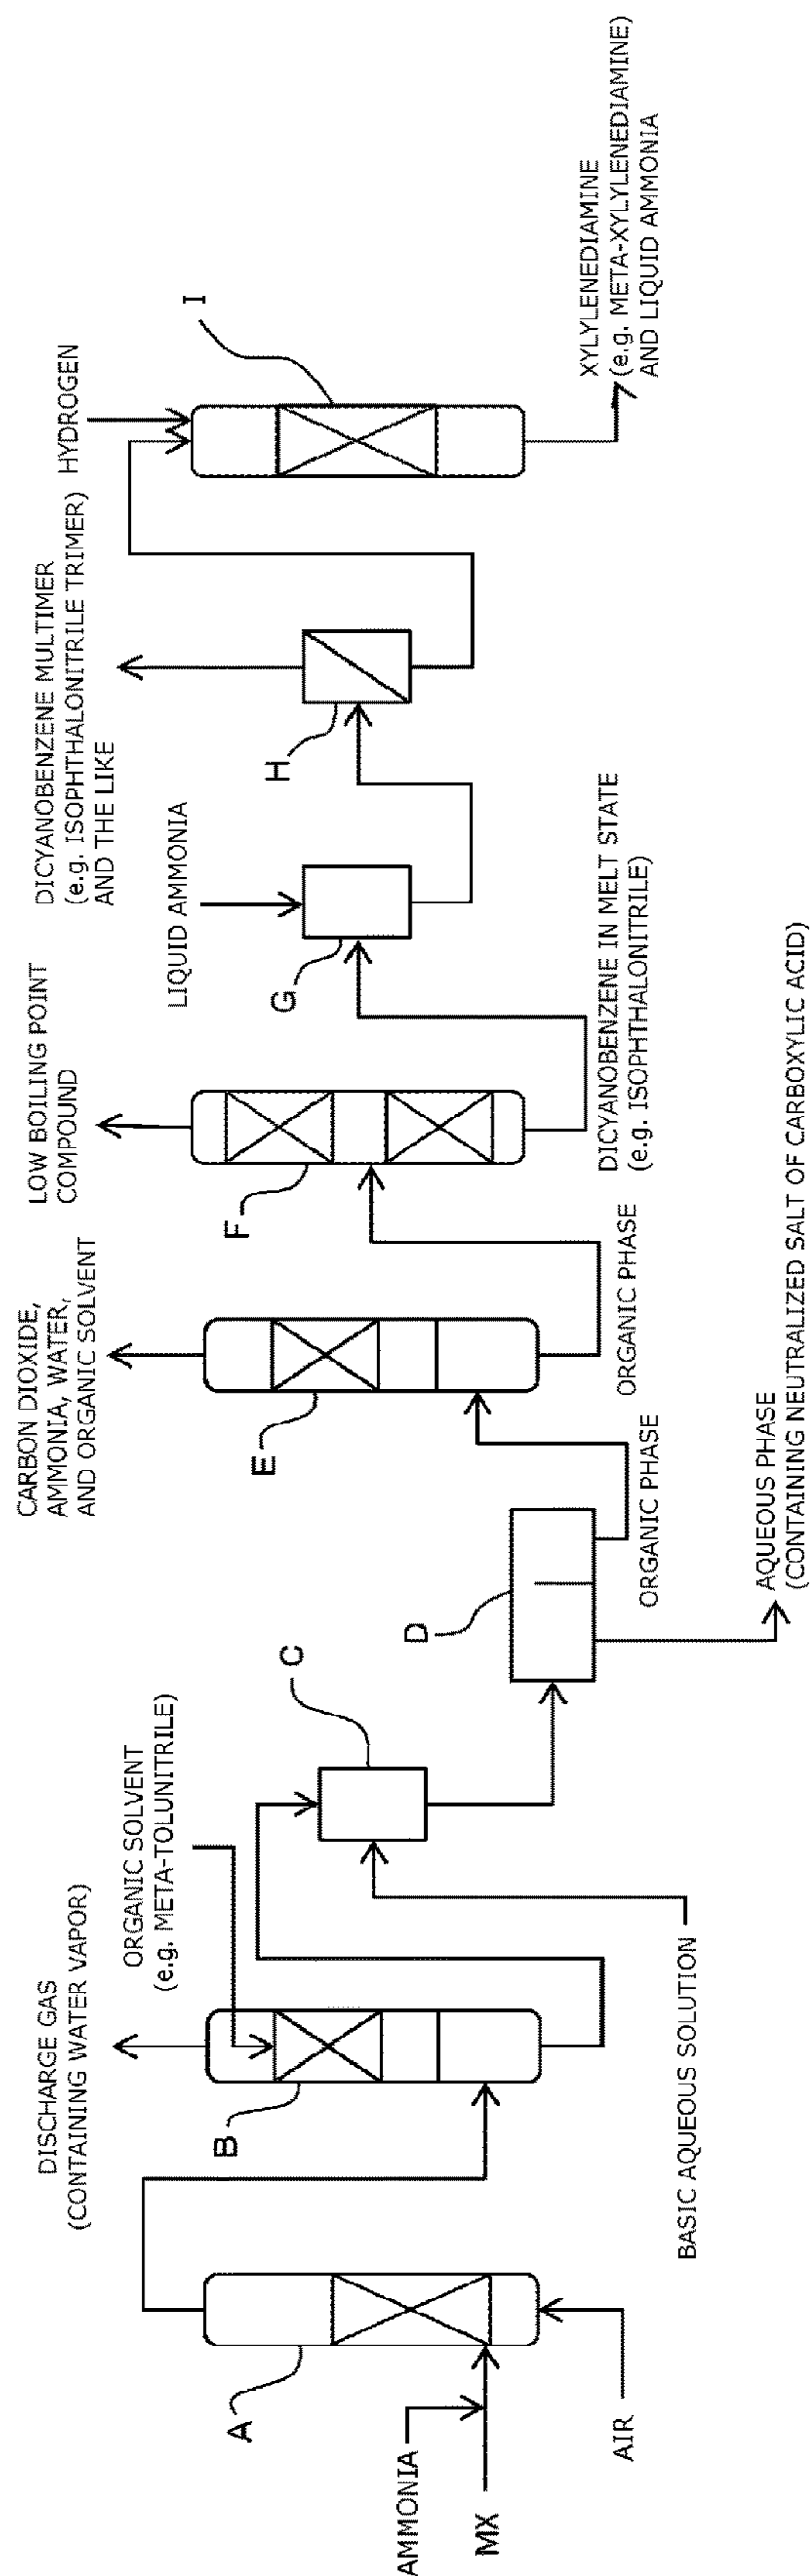 AMMONIA
MX
AIR
A
DISCHARGE GAS
(CONTAINING WATER VAPOR)
B
ORGANIC SOLVENT
(e.g. META-TOLUNITRILE)
BASIC AQUEOUS SOLUTION
C
D
AQUEOUS PHASE
(CONTAINING NEUTRALIZED SALT OF CARBOXYLIC ACID)
ORGANIC PHASE
CARBON DIOXIDE,
AMMONIA, WATER,
AND ORGANIC SOLVENT
E
ORGANIC PHASE
LOW BOILING POINT
COMPOUND
F
DICYANOBENZENE IN MELT STATE
(e.g. ISOPHTHALONITRILE)
LIQUID AMMONIA
G
DICYANOBENZENE MULTIMER
(e.g. ISOPHTHALONITRILE TRIMER)
AND THE LIKE
H
HYDROGEN
I
XYLYLENEDIAMINE
(e.g. META-XYLYLENEDIAMINE)
AND LIQUID AMMONIA